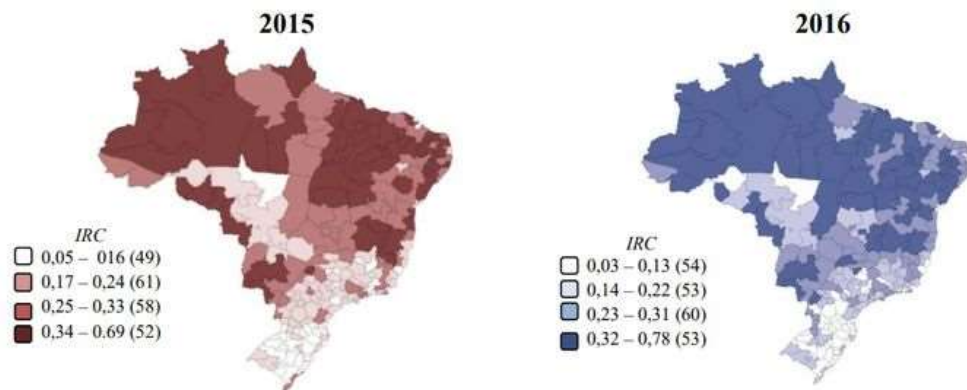 2015
IRC
0,05 – 016 (49)
0,17 – 0,24 (61)
0,25 – 0,33 (58)
0,34 – 0.69 (52)
2016
IRC
0,03 – 0,13 (54)
0,14 – 0,22 (53)
0,23 – 0,31 (60)
0,32 – 0,78 (53)